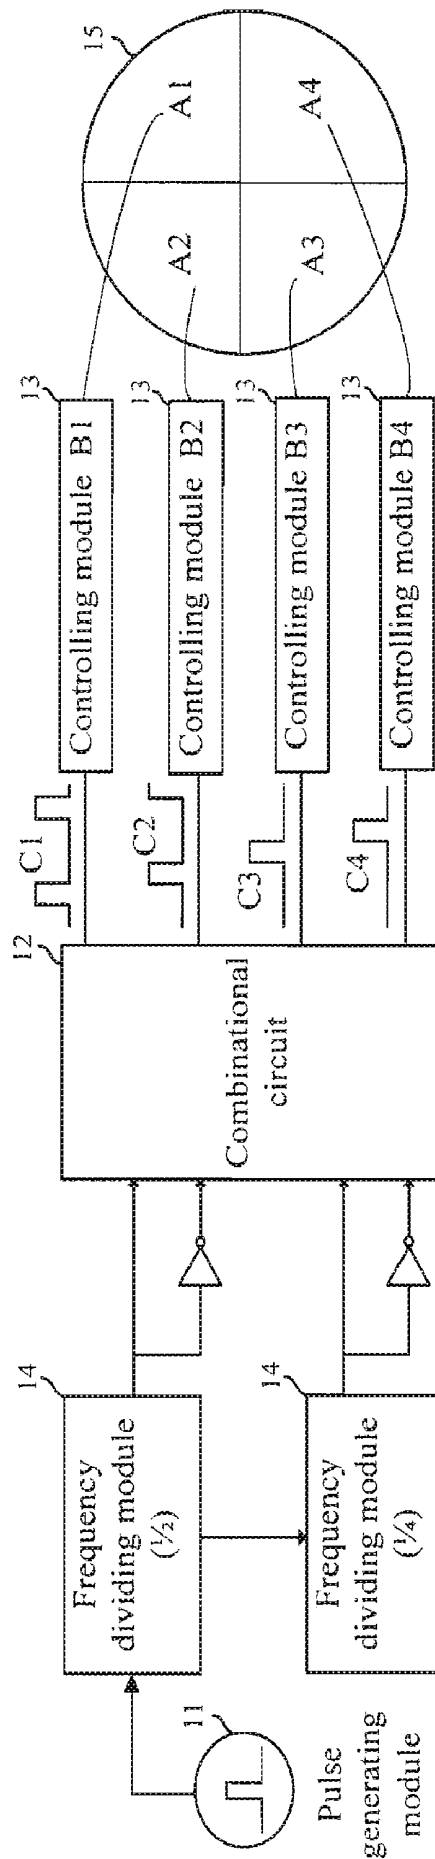 11
Pulse
generating
module
14
Frequency
dividing module
(½)
14
Frequency
dividing module
(¼)
12
Combinational
circuit
C1
C2
C3
C4
13
Controlling module B1
13
Controlling module B2
13
Controlling module B3
13
Controlling module B4
15
A2
A1
A3
A4